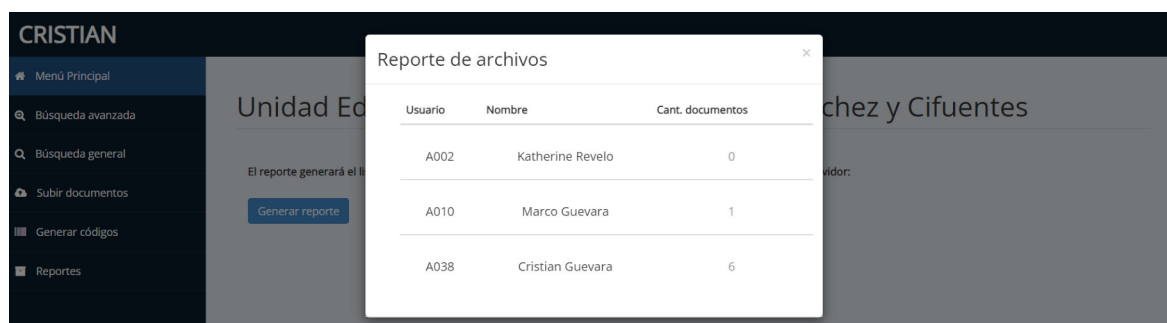 CRISTIAN
Menú Principal
Búsqueda avanzada
Búsqueda general
Subir documentos
Generar códigos
Reportes
Unidad Ed
chez y Cifuentes
El reporte generará el li
vidor:
Generar reporte
Reporte de archivos ×
Usuario Nombre Cant. documentos
A002 Katherine Revelo 0
A010 Marco Guevara 1
A038 Cristian Guevara 6